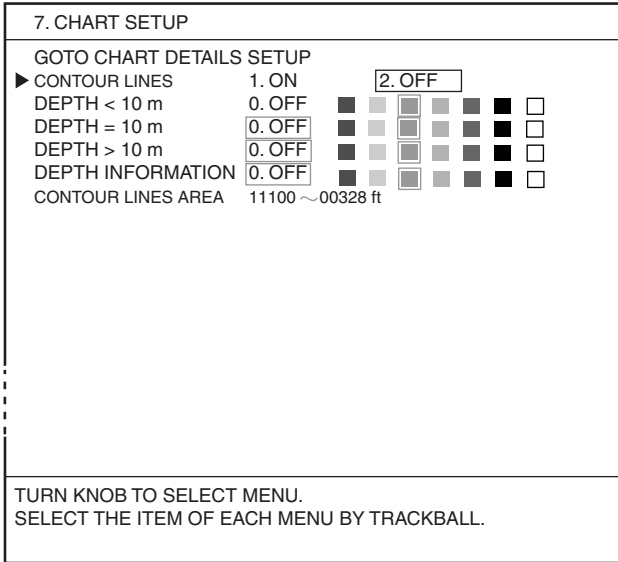 7. CHART SETUP
GOTO CHART DETAILS SETUP
CONTOUR LINES 1. ON 2. OFF
DEPTH < 10 m 0. OFF
DEPTH = 10 m 0. OFF
DEPTH > 10 m 0. OFF
DEPTH INFORMATION 0. OFF
CONTOUR LINES AREA 11100 ～00328 ft
TURN KNOB TO SELECT MENU.
SELECT THE ITEM OF EACH MENU BY TRACKBALL.